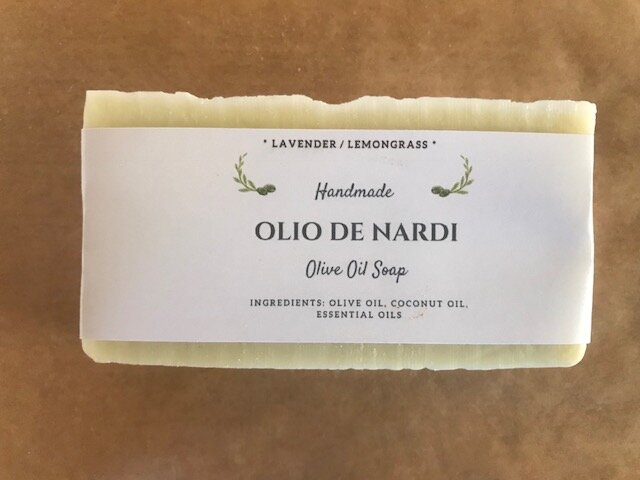 * LAVENDER / LEMONGRASS *
Handmade
OLIO DE NARDI
Olive Oil Soap
INGREDIENTS: OLIVE OIL, COCONUT OIL,
ESSENTIAL OILS